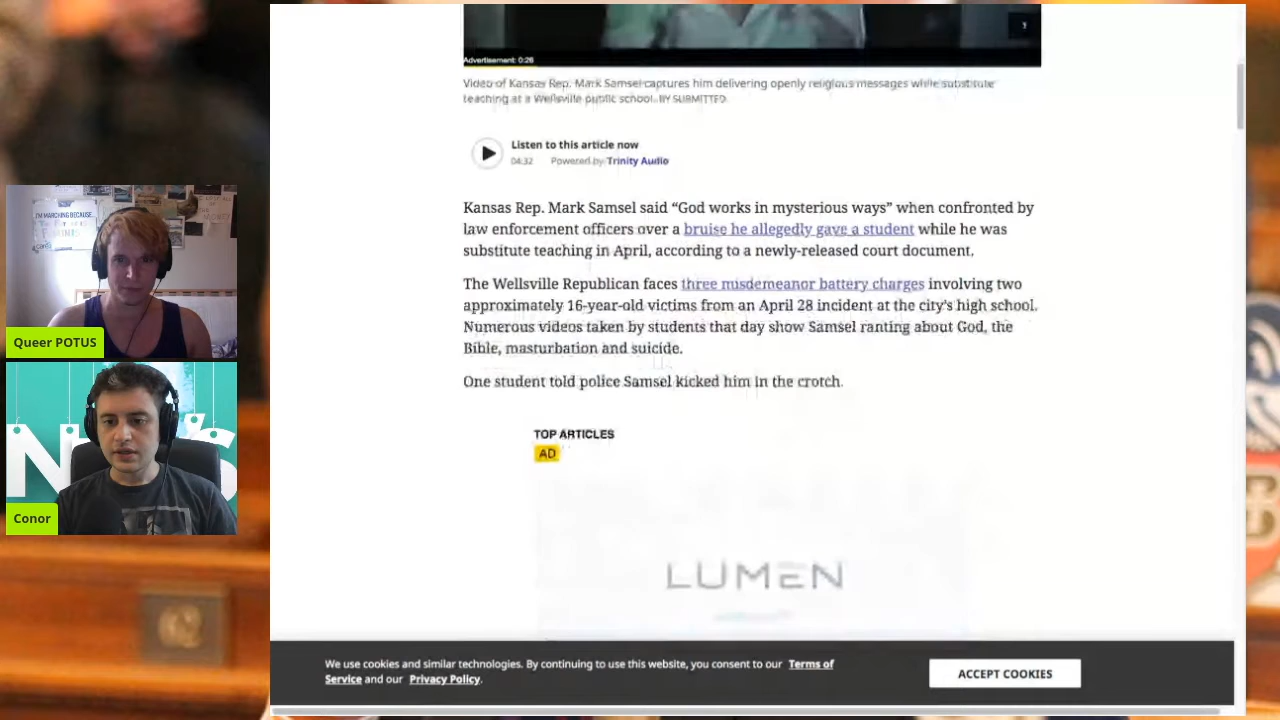 Advertisement: 0:26
Video of Kansas Rep. Mark Samsel captures him delivering openly religious messages while substitute
teaching at a Wellsville public school. BY SUBMITTED
Listen to this article now
04:32 Powered by Trinity Audio
Kansas Rep. Mark Samsel said “God works in mysterious ways” when confronted by
law enforcement officers over a bruise he allegedly gave a student while he was
substitute teaching in April, according to a newly-released court document.
The Wellsville Republican faces three misdemeanor battery charges involving two
approximately 16-year-old victims from an April 28 incident at the city's high school.
Numerous videos taken by students that day show Samsel ranting about God, the
Bible, masturbation and suicide.
One student told police Samsel kicked him in the crotch.
TOP ARTICLES
AD
LUMEN
We use cookies and similar technologies. By continuing to use this website, you consent to our Terms of
Service and our Privacy Policy.
ACCEPT COOKIES
I'M MARCHING BECAUSE...
Queer POTUS
Conor